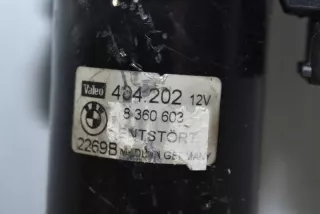 Valeo 404.202 12V
8 360 603
ENTSTÖRT
2269B MADE IN GERMANY